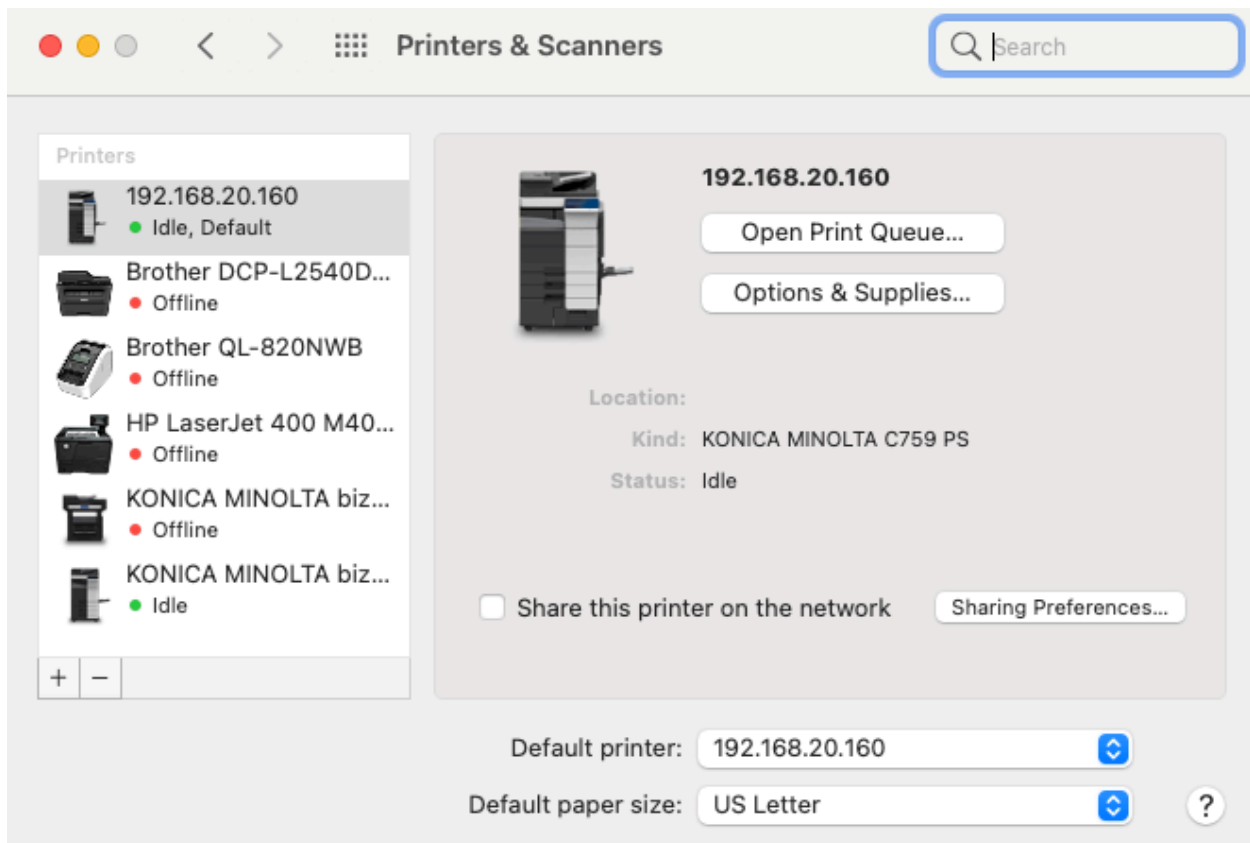 Printers & Scanners
Search
Printers
192.168.20.160
Idle, Default
Brother DCP-L2540D...
Offline
Brother QL-820NWB
Offline
HP LaserJet 400 M40...
Offline
KONICA MINOLTA biz...
Offline
KONICA MINOLTA biz...
Idle
+ −
192.168.20.160
Open Print Queue...
Options & Supplies...
Location:
Kind: KONICA MINOLTA C759 PS
Status: Idle
Share this printer on the network Sharing Preferences...
Default printer: 192.168.20.160
Default paper size: US Letter ?